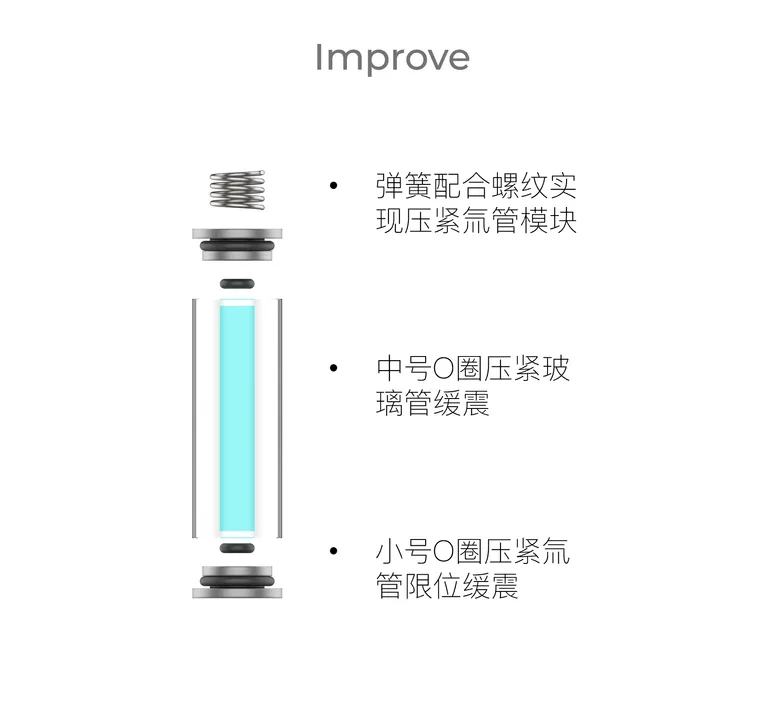 Improve
• 弹簧配合螺纹实
现压紧氚管模块
• 中号O圈压紧玻
璃管缓震
• 小号O圈压紧氚
管限位缓震